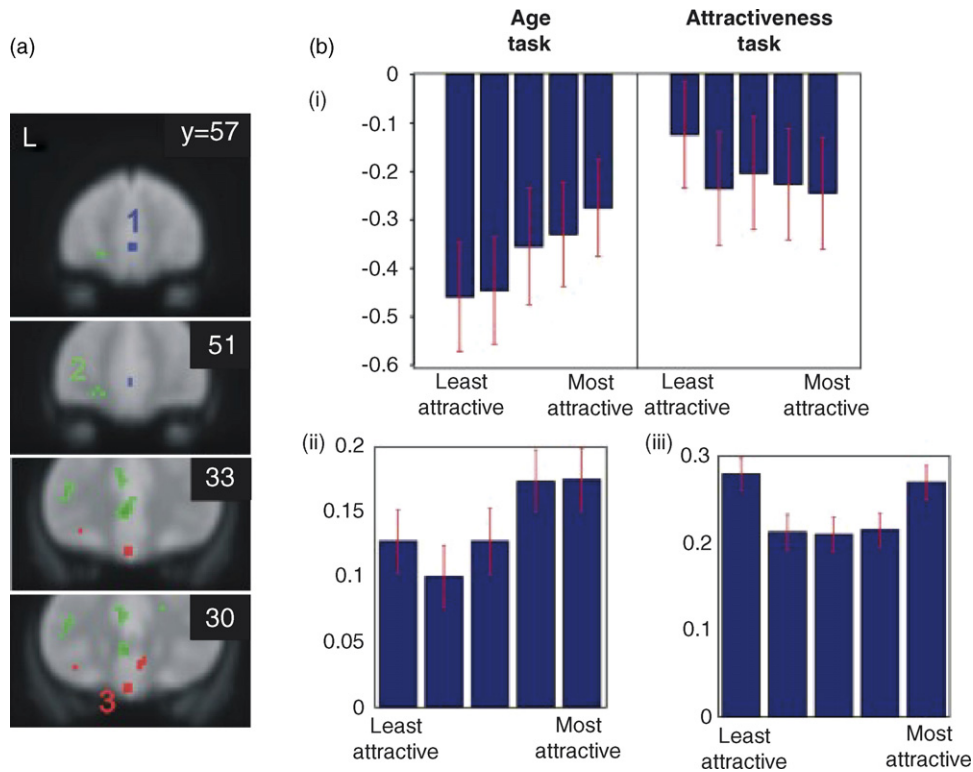 (a)
L
y=57
1
51
2
33
30
3
(b)
Age
task
Attractiveness
task
(i)
0
-0.1
-0.2
-0.3
-0.4
-0.5
-0.6
Least
attractive
Most
attractive
Least
attractive
Most
attractive
(ii)
0.2
0.15
0.1
0.05
0
Least
attractive
Most
attractive
(iii)
0.3
0.2
0.1
0
Least
attractive
Most
attractive